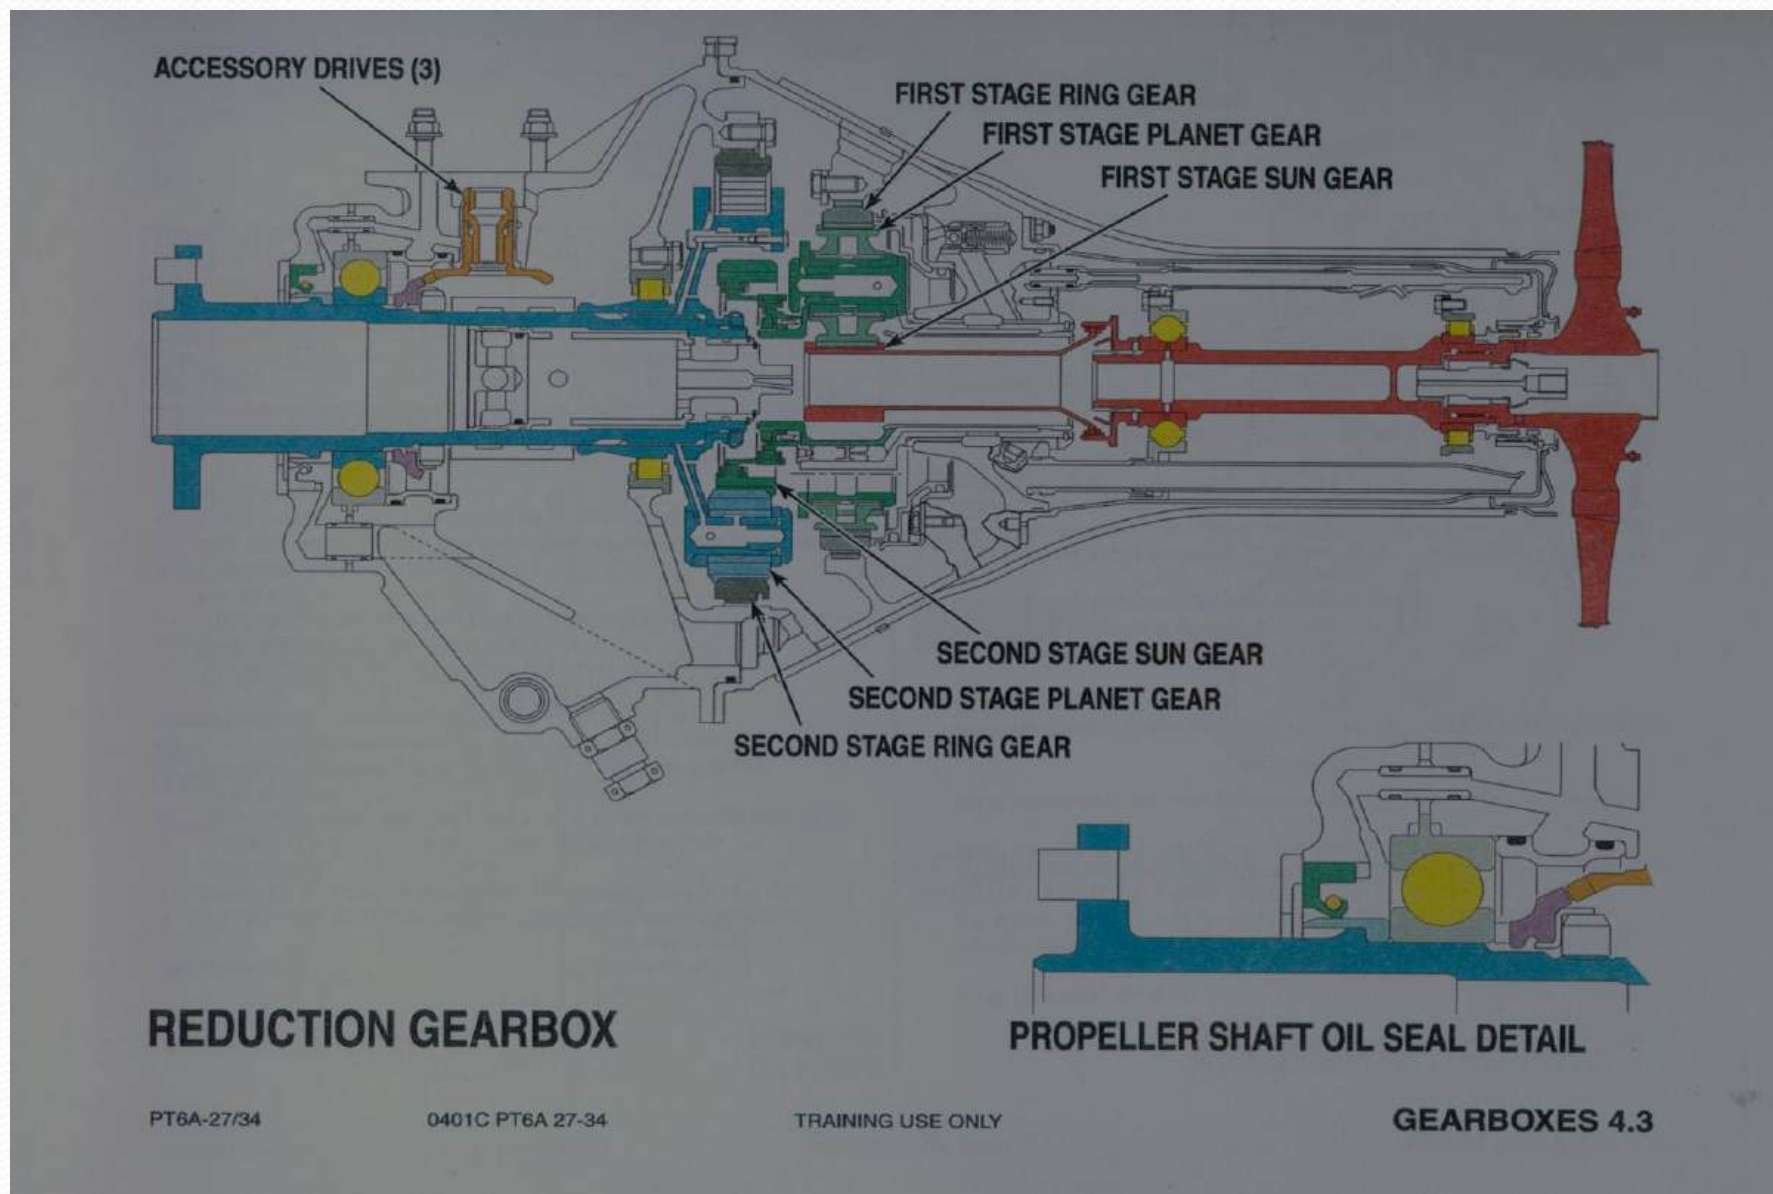 ACCESSORY DRIVES (3)
FIRST STAGE RING GEAR
FIRST STAGE PLANET GEAR
FIRST STAGE SUN GEAR
SECOND STAGE SUN GEAR
SECOND STAGE PLANET GEAR
SECOND STAGE RING GEAR
REDUCTION GEARBOX
PROPELLER SHAFT OIL SEAL DETAIL
PT6A-27/34
0401C PT6A 27-34
TRAINING USE ONLY
GEARBOXES 4.3